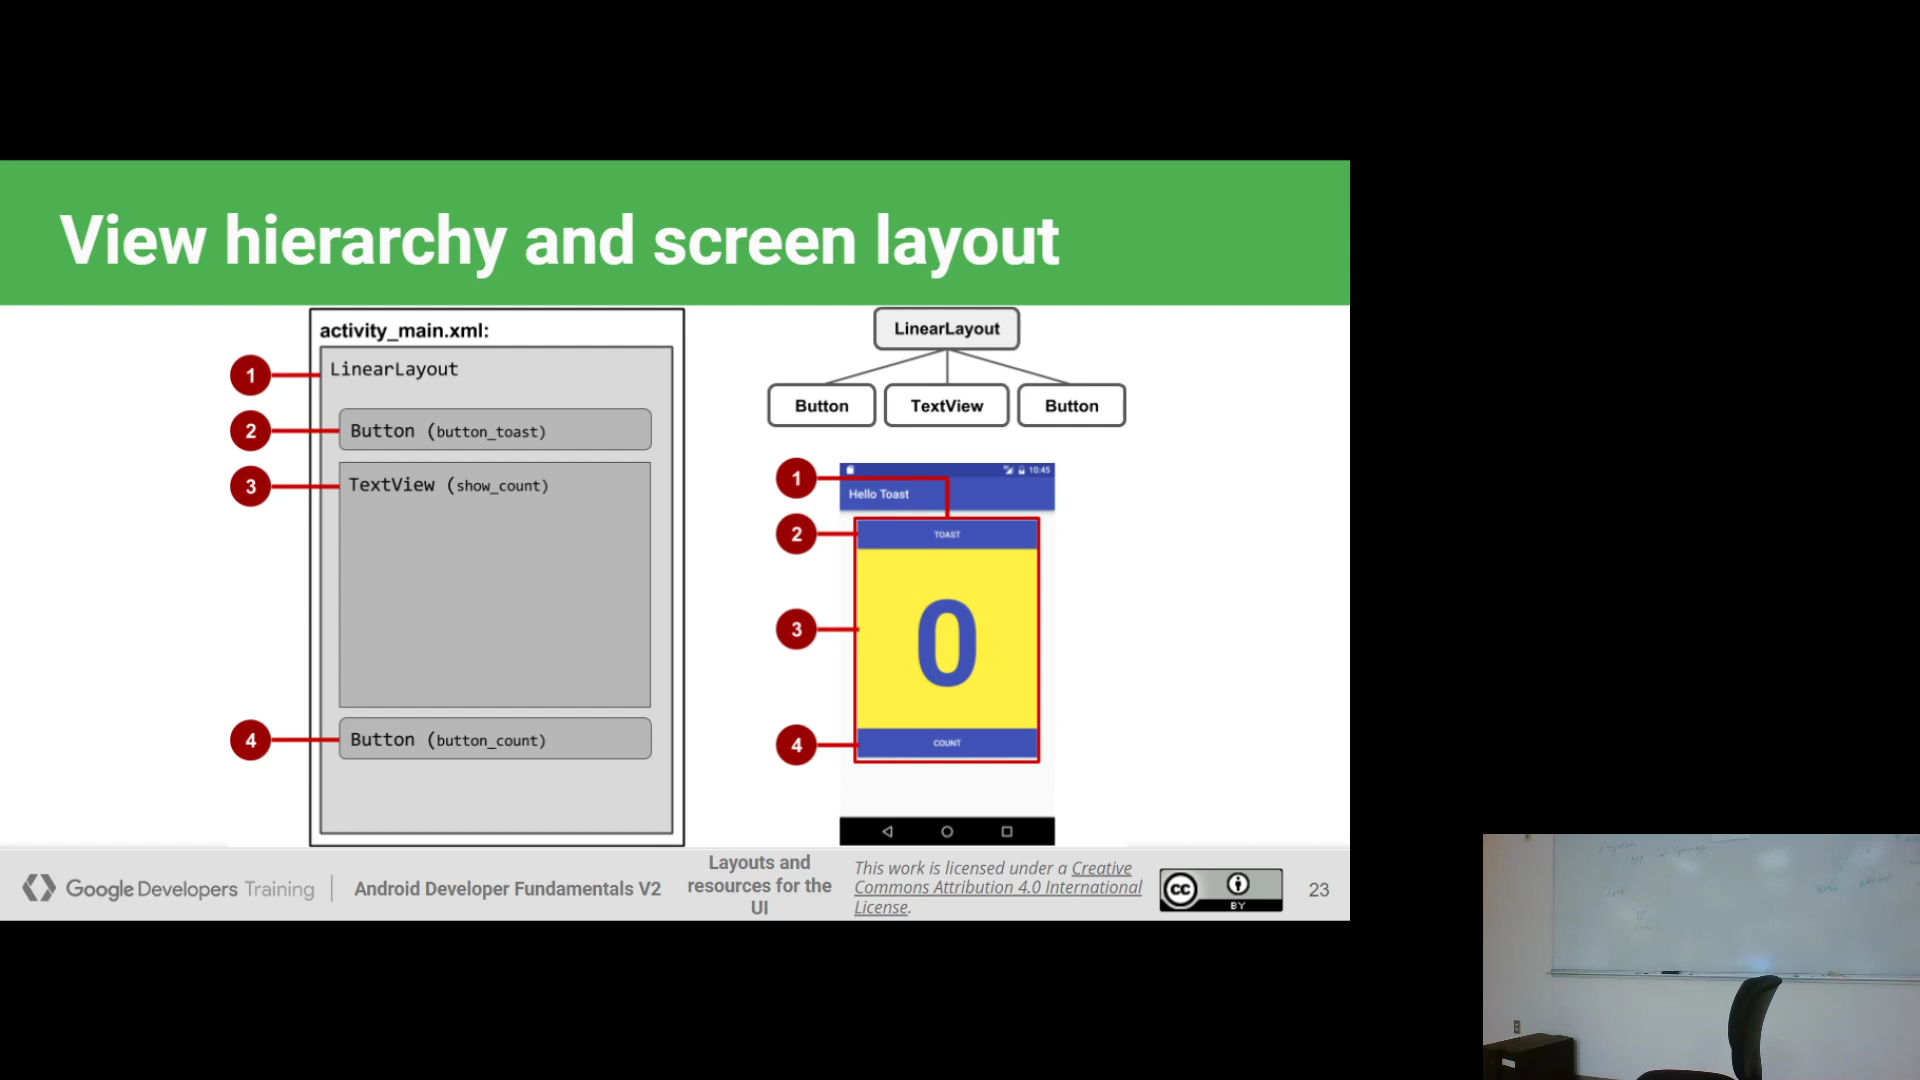 View hierarchy and screen layout
activity_main.xml:
1
LinearLayout
2
Button (button_toast)
3
TextView (show_count)
4
Button (button_count)
LinearLayout
Button
TextView
Button
10:45
1
Hello Toast
2
TOAST
3
0
4
COUNT
Google Developers Training
Android Developer Fundamentals V2
Layouts and
resources for the
UI
This work is licensed under a Creative
Commons Attribution 4.0 International
License.
cc
BY
23